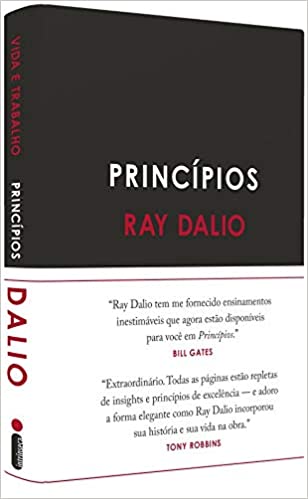 VIDA E TRABALHO
PRINCÍPIOS
DALIO
INTRÍNSECA
PRINCÍPIOS
RAY DALIO
“Ray Dalio tem me fornecido ensinamentos
inestimáveis que agora estão disponíveis
para você em Princípios.”
BILL GATES
“Extraordinário. Todas as páginas estão repletas
de insights e princípios de excelência — e adoro
a forma elegante como Ray Dalio incorporou
sua história e sua vida na obra.”
TONY ROBBINS